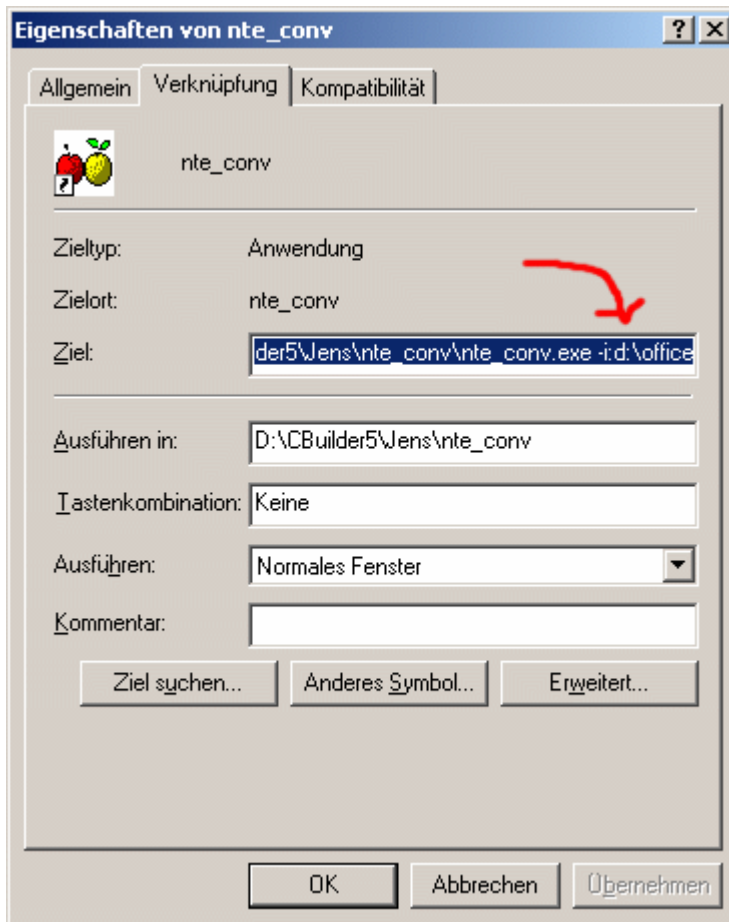 Eigenschaften von nte_conv
Allgemein Verknüpfung Kompatibilität
nte_conv
Zieltyp: Anwendung
Zielort: nte_conv
Ziel: der5\Jens\nte_conv\nte_conv.exe -i:d:\office
Ausführen in: D:\CBuilder5\Jens\nte_conv
Tastenkombination: Keine
Ausführen: Normales Fenster
Kommentar:
Ziel suchen... Anderes Symbol... Erweitert...
OK Abbrechen Übernehmen